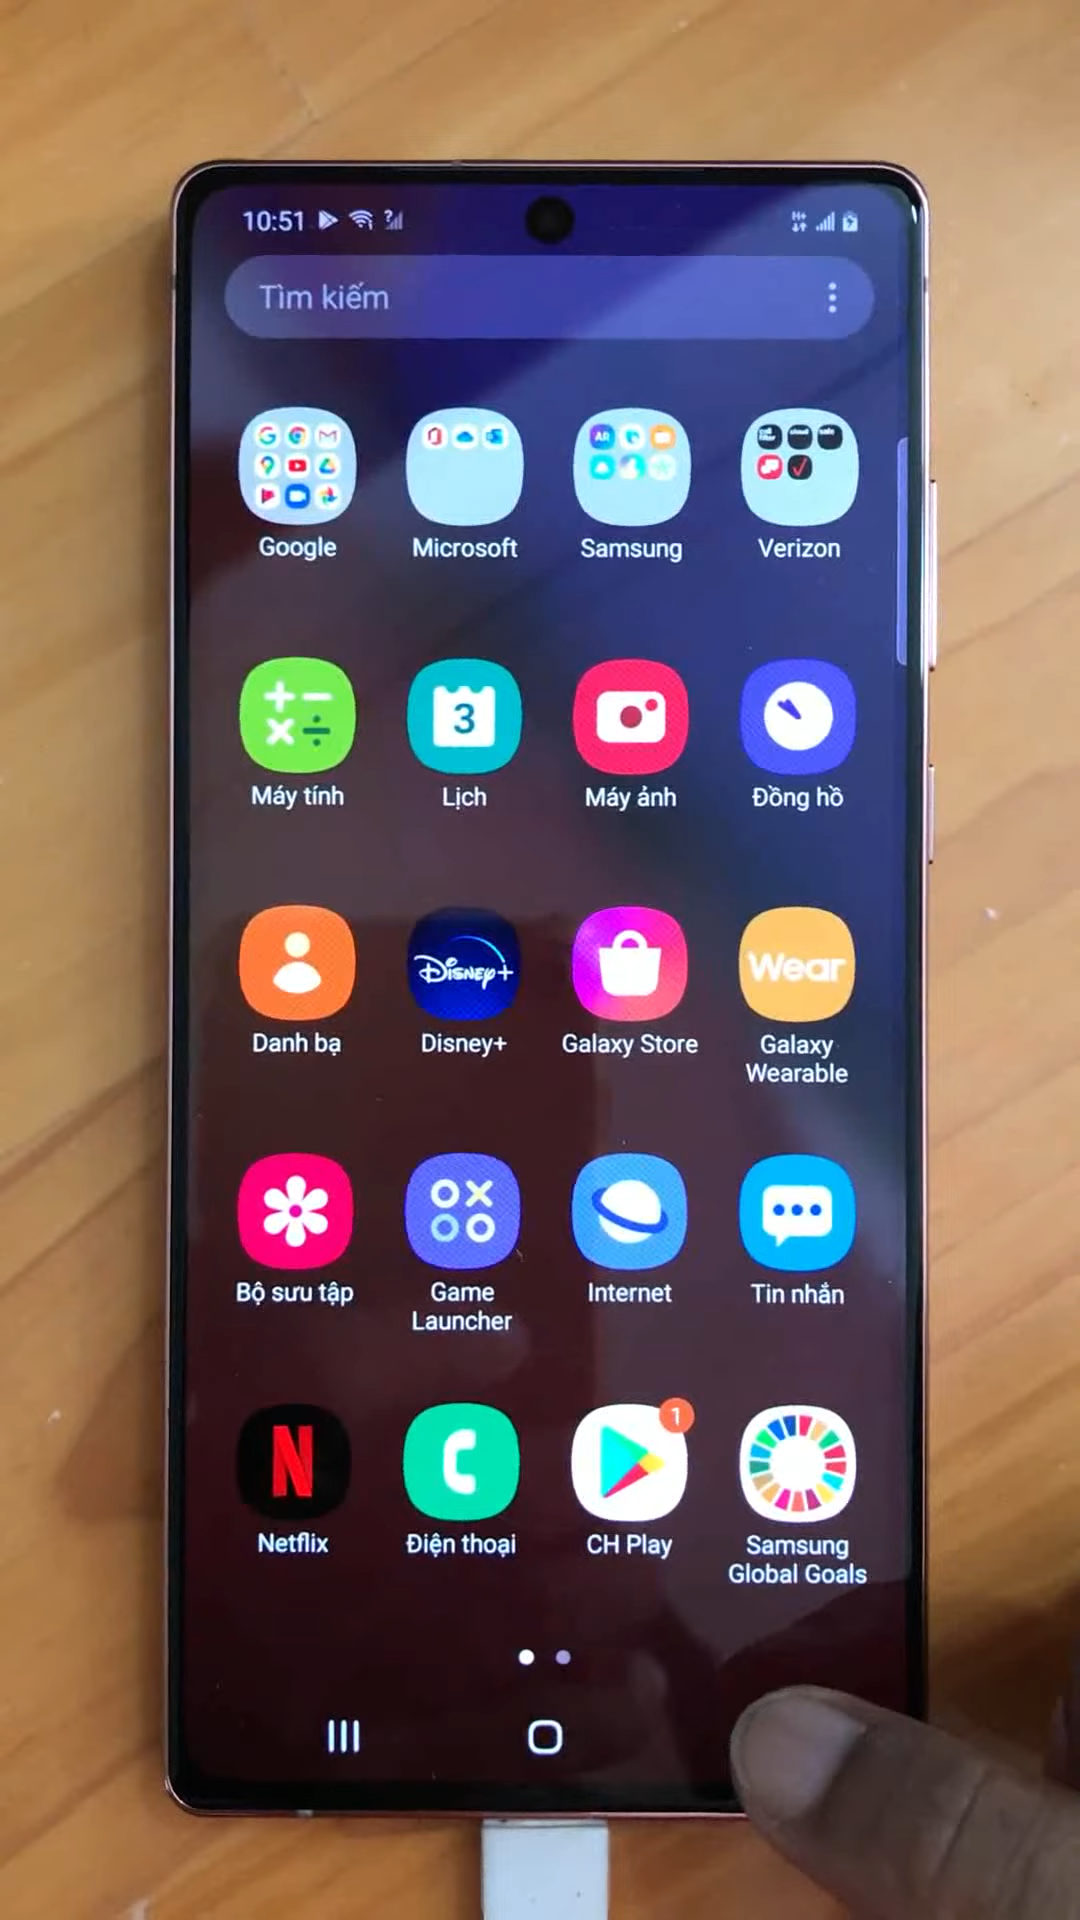 10:51
Tìm kiếm
Google
Microsoft
Samsung
Verizon
3
Máy tính
Lịch
Máy ảnh
Đồng hồ
Disney+
Wear
Danh bạ
Disney+
Galaxy Store
Galaxy
Wearable
Bộ sưu tập
Game
Launcher
Internet
Tin nhắn
N
1
Netflix
Điện thoại
CH Play
Samsung
Global Goals